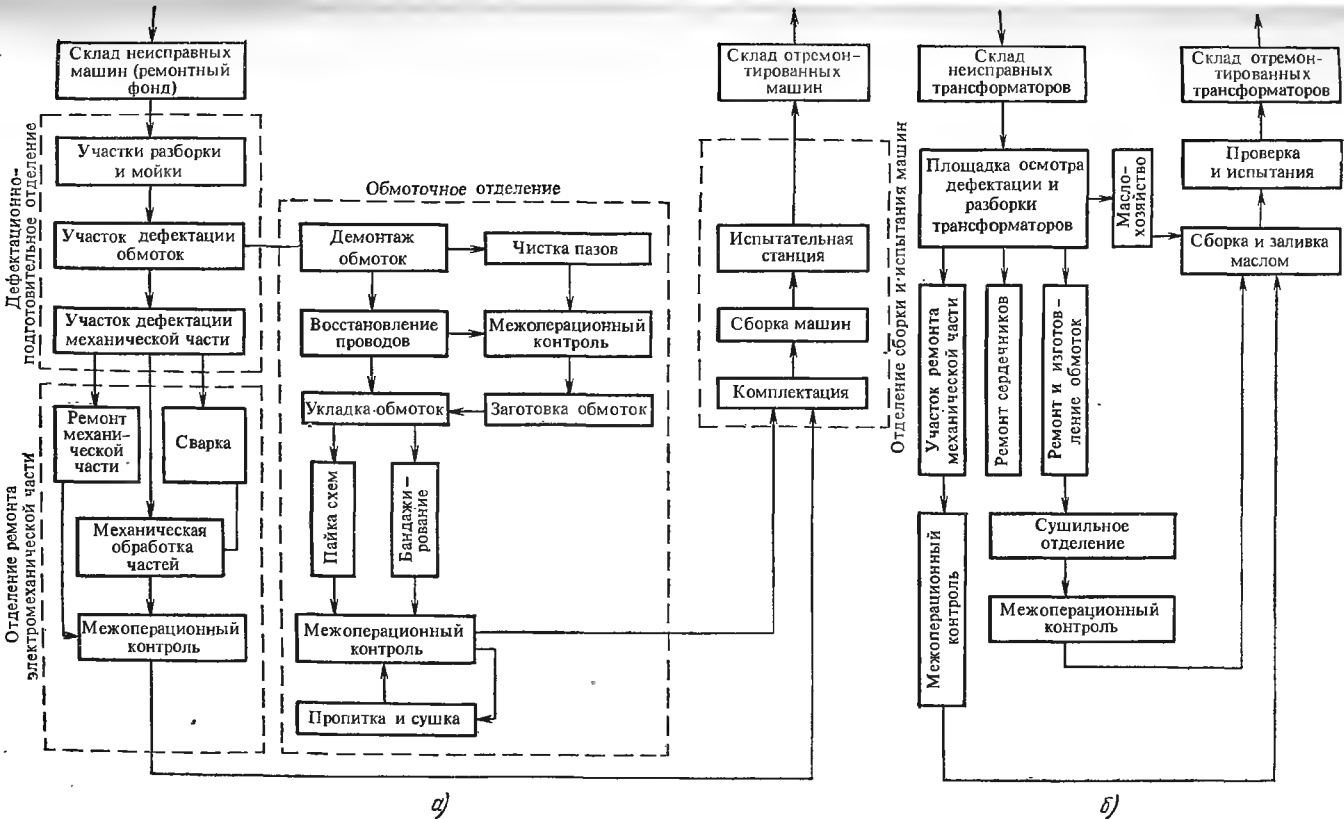 Склад неисправных
машин (ремонтный
фонд)
Дефектационно-
подготовительное отделение
Участки разборки
и мойки
Участок дефектации
обмоток
Участок дефектации
механической части
Отделение ремонта
электромеханической части
Ремонт
механи-
ческой
части
Сварка
Механическая
обработка
частей
Межоперационный
контроль
Обмоточное отделение
Демонтаж
обмоток
Чистка пазов
Восстановление
проводов
Межоперационный
контроль
Укладка обмоток
Заготовка обмоток
Пайка схем
Бандажи-
рование
Межоперационный
контроль
Пропитка и сушка
Склад отремон-
тированных
машин
Отделение сборки и испытания машин
Испытательная
станция
Сборка машин
Комплектация
а)
Склад
неисправных
трансформаторов
Площадка осмотра
дефектации и
разборки
трансформаторов
Масло-
хозяйство
Склад отремон-
тированных
трансформаторов
Проверка
и испытания
Сборка и заливка
маслом
Участок ремонта
механической части
Ремонт сердечников
Ремонт и изготов-
ление обмоток
Межоперационный
контроль
Сушильное
отделение
Межоперационный
контроль
б)